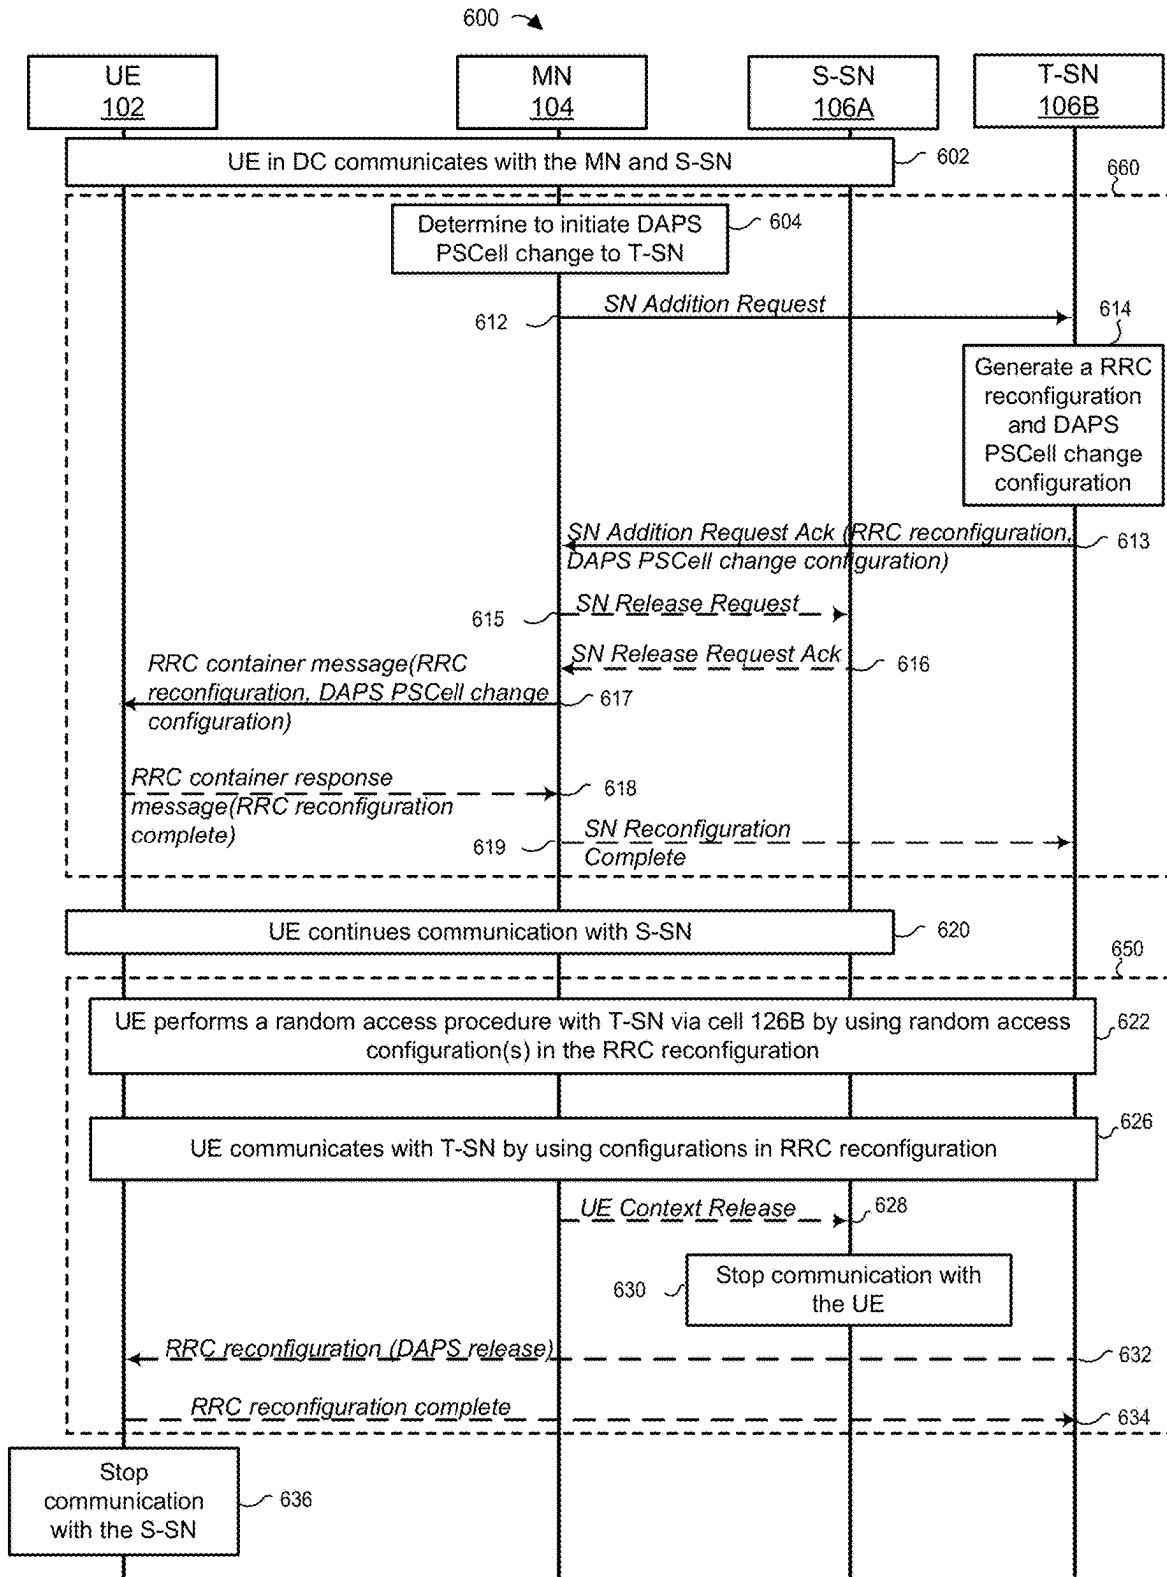 600
UE
102
MN
104
S-SN
106A
T-SN
106B
UE in DC communicates with the MN and S-SN
602
660
Determine to initiate DAPS
PSCell change to T-SN
604
SN Addition Request
612
614
Generate a RRC
reconfiguration
and DAPS
PSCell change
configuration
SN Addition Request Ack (RRC reconfiguration,
DAPS PSCell change configuration)
613
SN Release Request
615
SN Release Request Ack
616
RRC container message(RRC
reconfiguration, DAPS PSCell change
configuration)
617
RRC container response
message(RRC reconfiguration
complete)
618
SN Reconfiguration
Complete
619
UE continues communication with S-SN
620
650
UE performs a random access procedure with T-SN via cell 126B by using random access
configuration(s) in the RRC reconfiguration
622
UE communicates with T-SN by using configurations in RRC reconfiguration
626
UE Context Release
628
Stop communication with
the UE
630
RRC reconfiguration (DAPS release)
632
RRC reconfiguration complete
634
Stop
communication
with the S-SN
636